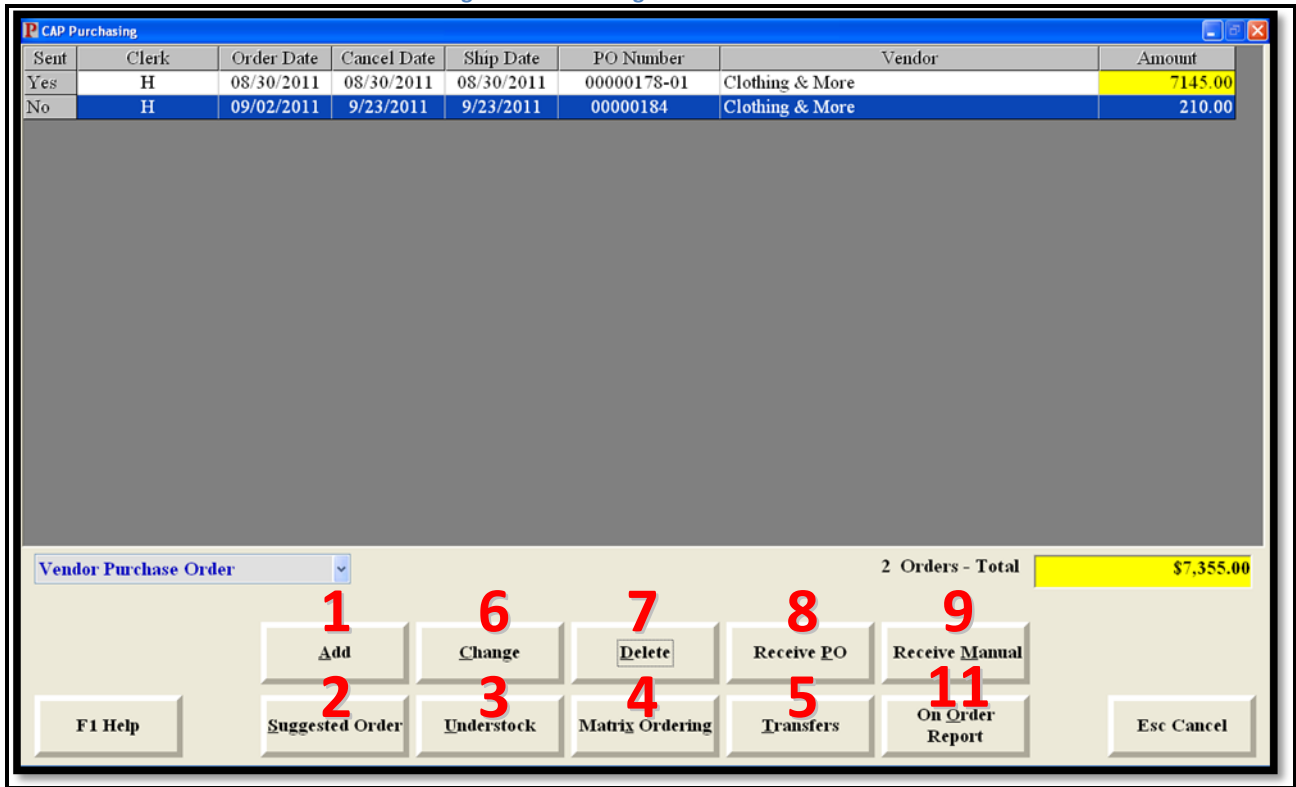 CAP Purchasing
Sent Clerk Order Date Cancel Date Ship Date PO Number Vendor Amount
Yes H 08/30/2011 08/30/2011 08/30/2011 00000178-01 Clothing & More 7145.00
No H 09/02/2011 9/23/2011 9/23/2011 00000184 Clothing & More 210.00
Vendor Purchase Order 2 Orders - Total $7,355.00
1 6 7 8 9
Add Change Delete Receive PO Receive Manual
2 3 4 5 11
F1 Help Suggested Order Understock Matrix Ordering Transfers On Order Esc Cancel
Report